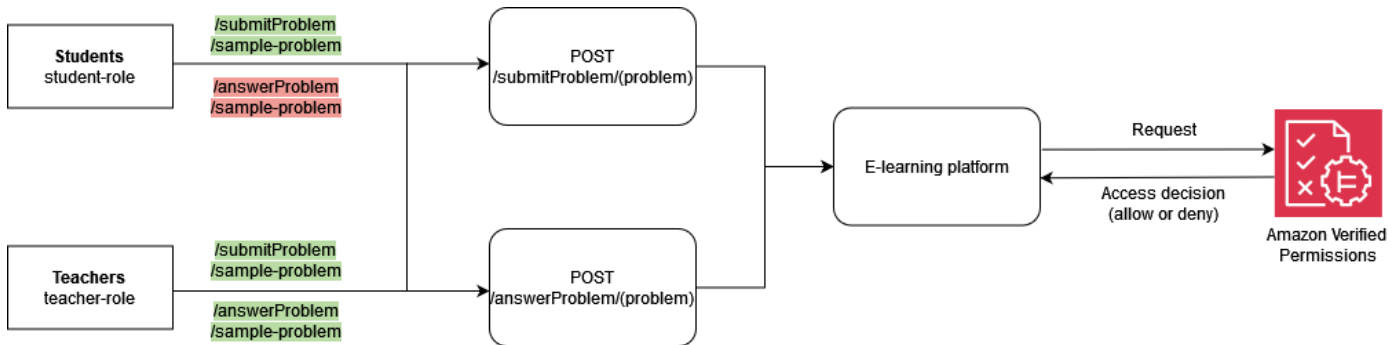 Students
student-role
/submitProblem
/sample-problem
/answerProblem
/sample-problem
POST
/submitProblem/(problem)
Teachers
teacher-role
/submitProblem
/sample-problem
/answerProblem
/sample-problem
POST
/answerProblem/(problem)
E-learning platform
Request
Access decision
(allow or deny)
Amazon Verified
Permissions